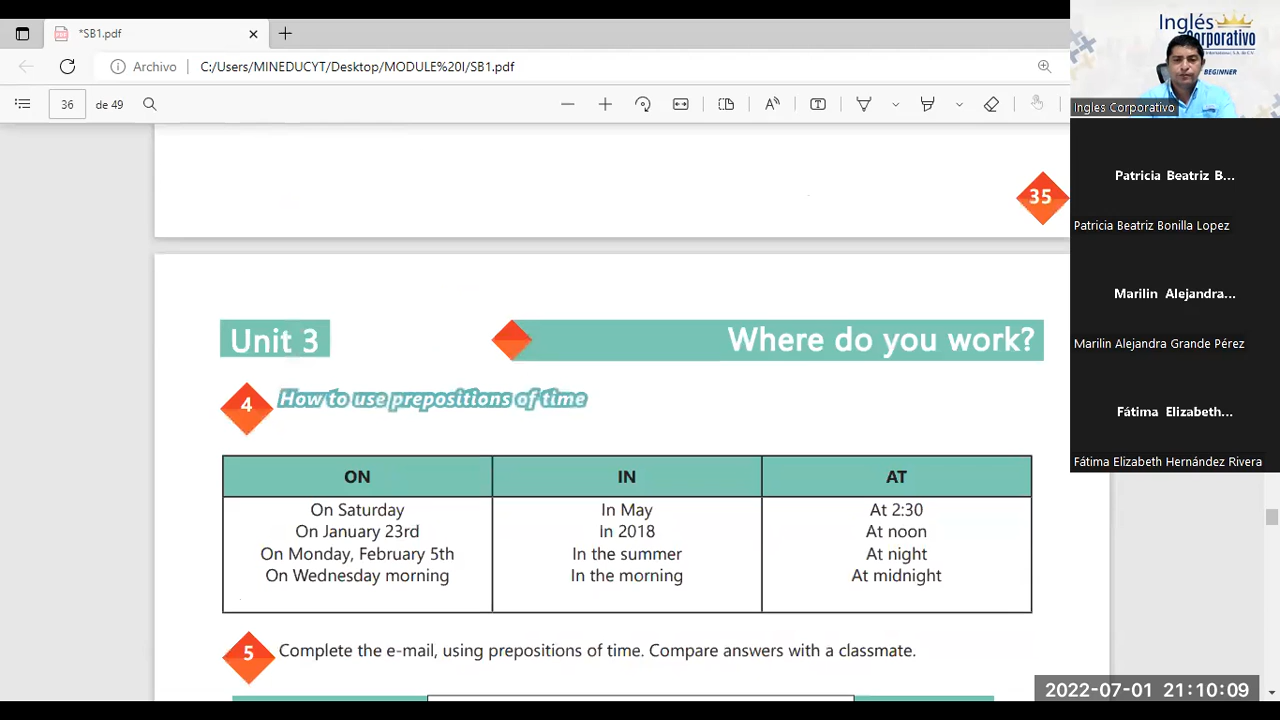 *SB1.pdf
Archivo
C:/Users/MINEDUCYT/Desktop/MODULE%20I/SB1.pdf
36
de 49
35
Unit 3
Where do you work?
4
How to use prepositions of time
ON
IN
AT
On Saturday
In May
At 2:30
On January 23rd
In 2018
At noon
On Monday, February 5th
In the summer
At night
On Wednesday morning
In the morning
At midnight
5
Complete the e-mail, using prepositions of time. Compare answers with a classmate.
Inglés
Corporativo
BEGINNER
Ingles Corporativo
Patricia Beatriz B...
Patricia Beatriz Bonilla Lopez
Marilin Alejandra...
Marilin Alejandra Grande Pérez
Fátima Elizabeth...
Fátima Elizabeth Hernández Rivera
2022-07-01 21:10:09